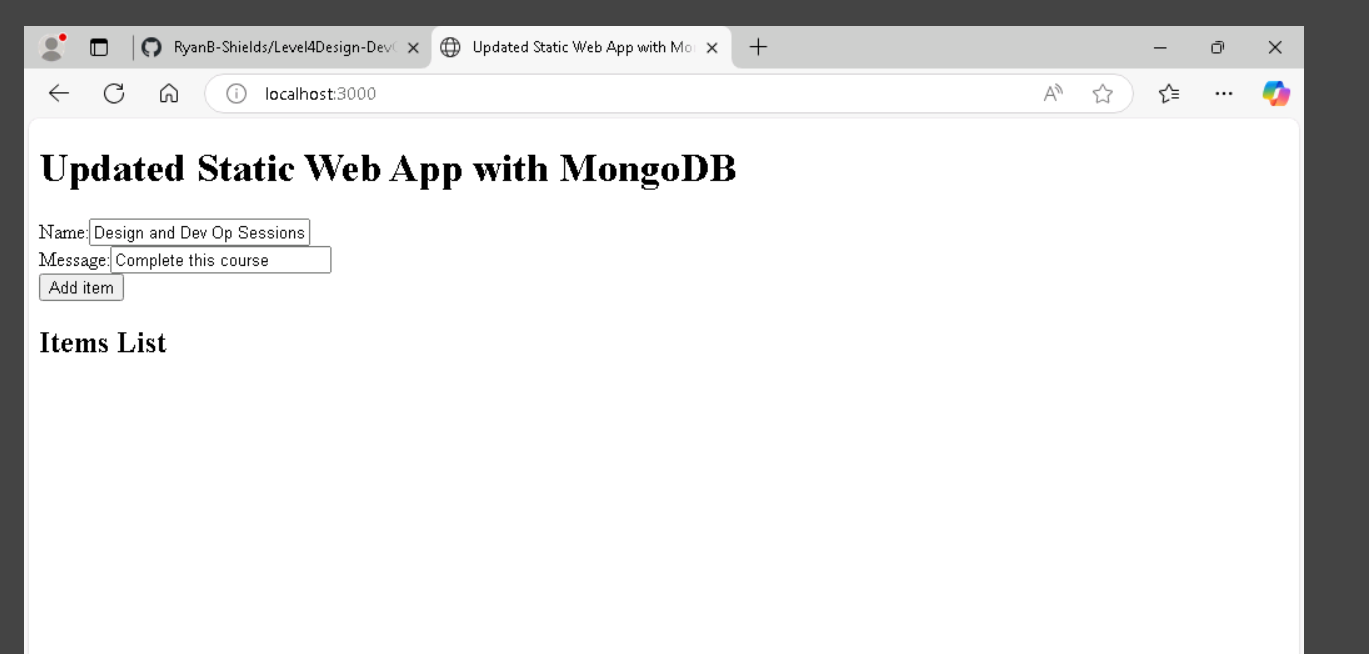 RyanB-Shields/Level4Design-Dev
Updated Static Web App with Mo
localhost:3000
Updated Static Web App with MongoDB
Name: Design and Dev Op Sessions
Message: Complete this course
Add item
Items List